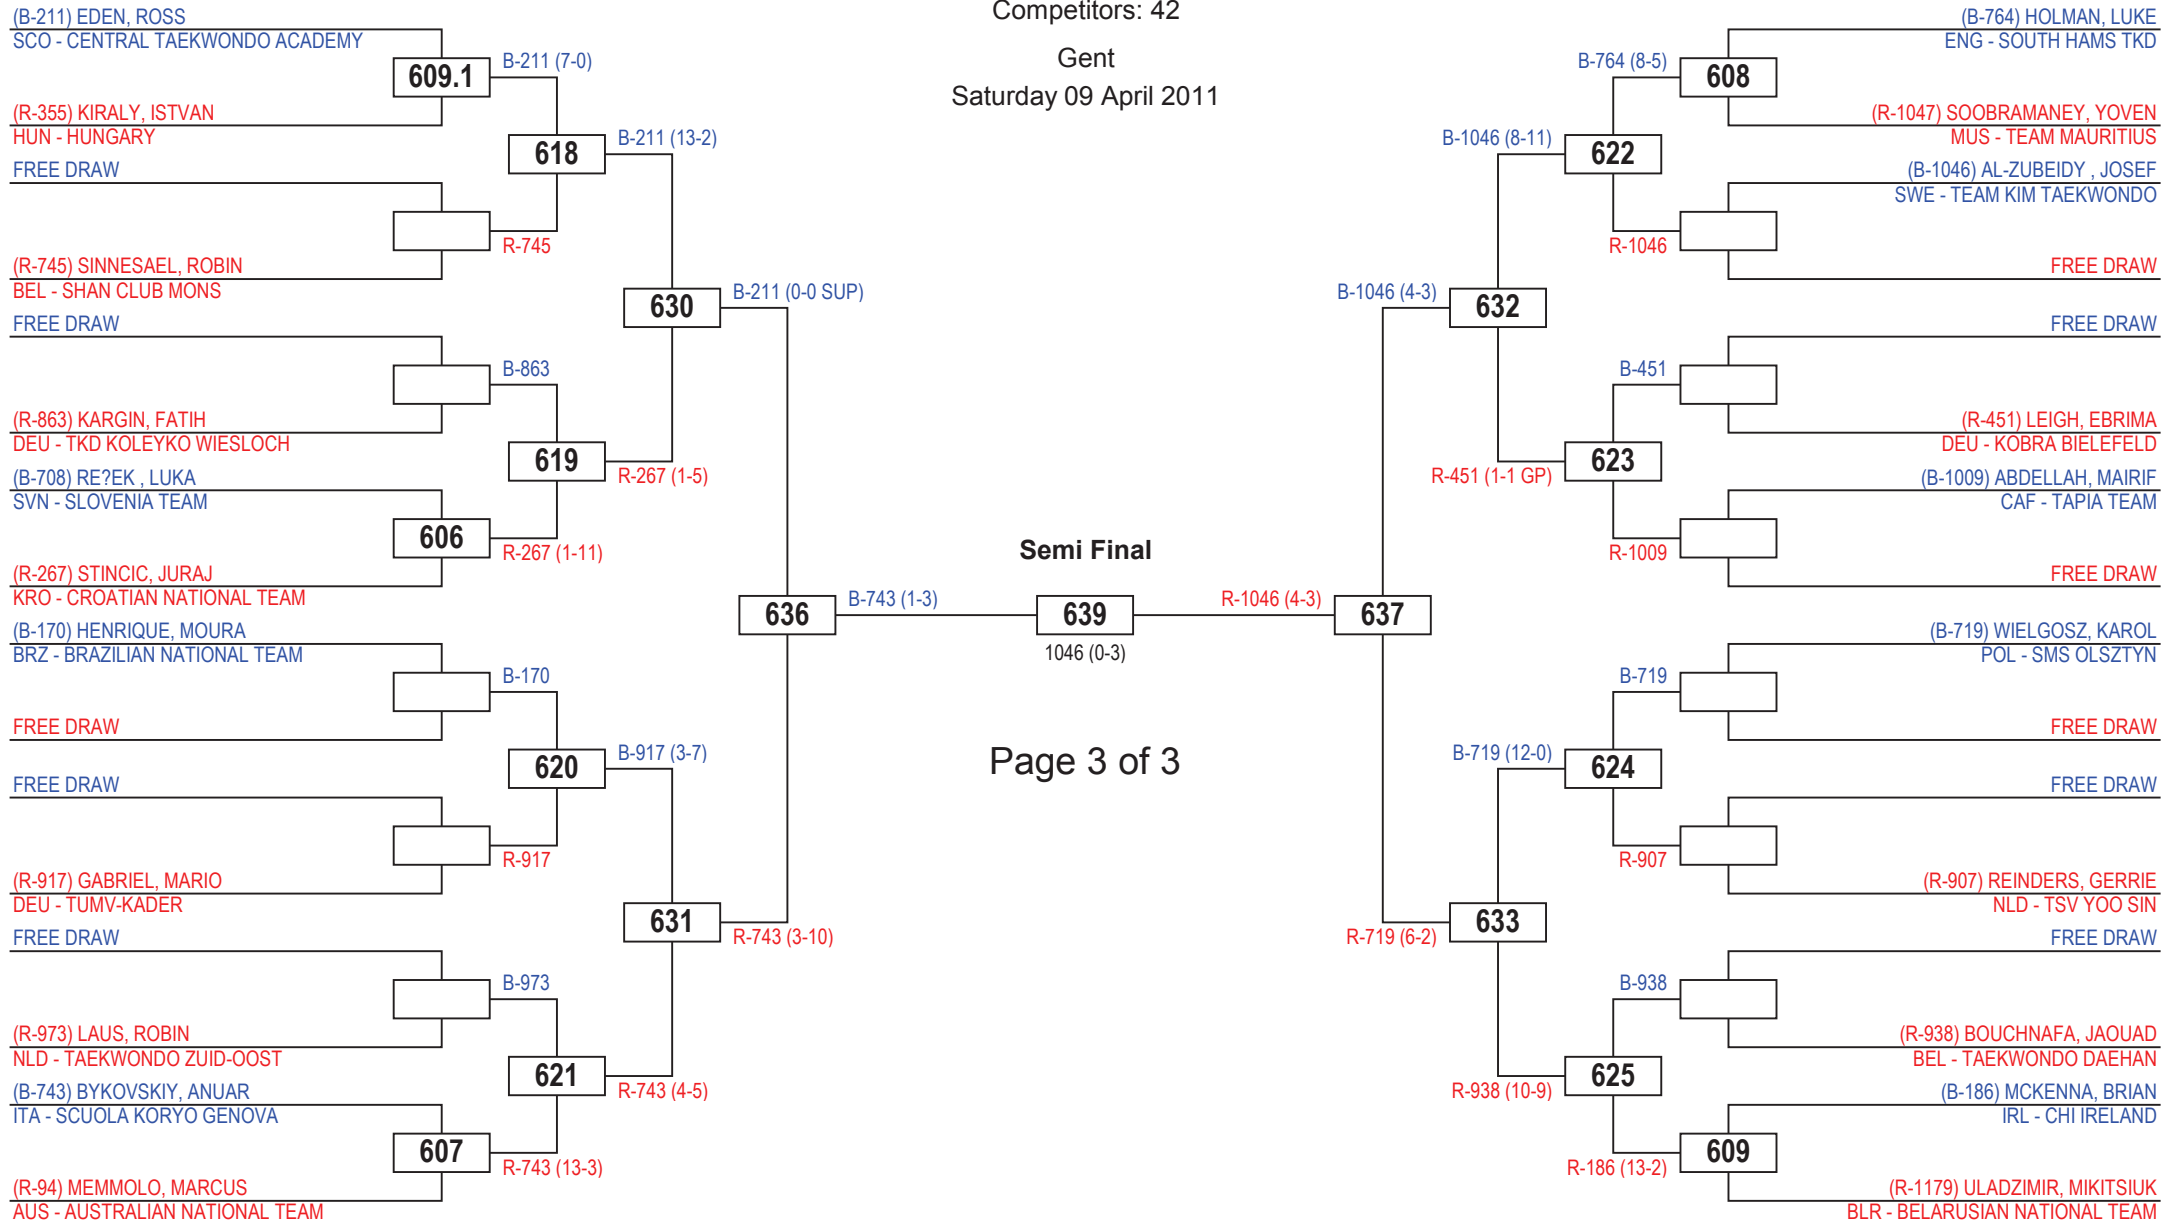 Competitors: 42
Gent
Saturday 09 April 2011
(B-211) EDEN, ROSS
SCO - CENTRAL TAEKWONDO ACADEMY
609.1
B-211 (7-0)
(R-355) KIRALY, ISTVAN
HUN - HUNGARY
618
B-211 (13-2)
FREE DRAW
R-745
(R-745) SINNESAEL, ROBIN
BEL - SHAN CLUB MONS
630
B-211 (0-0 SUP)
FREE DRAW
B-863
(R-863) KARGIN, FATIH
DEU - TKD KOLEYKO WIESLOCH
619
R-267 (1-5)
(B-708) RE?EK , LUKA
SVN - SLOVENIA TEAM
606
R-267 (1-11)
(R-267) STINCIC, JURAJ
KRO - CROATIAN NATIONAL TEAM
636
B-743 (1-3)
(B-170) HENRIQUE, MOURA
BRZ - BRAZILIAN NATIONAL TEAM
B-170
FREE DRAW
620
B-917 (3-7)
FREE DRAW
R-917
(R-917) GABRIEL, MARIO
DEU - TUMV-KADER
631
R-743 (3-10)
FREE DRAW
B-973
(R-973) LAUS, ROBIN
NLD - TAEKWONDO ZUID-OOST
621
R-743 (4-5)
(B-743) BYKOVSKIY, ANUAR
ITA - SCUOLA KORYO GENOVA
607
R-743 (13-3)
(R-94) MEMMOLO, MARCUS
AUS - AUSTRALIAN NATIONAL TEAM
Semi Final
639
1046 (0-3)
Page 3 of 3
(B-764) HOLMAN, LUKE
ENG - SOUTH HAMS TKD
B-764 (8-5)
608
(R-1047) SOOBRAMANEY, YOVEN
MUS - TEAM MAURITIUS
B-1046 (8-11)
622
(B-1046) AL-ZUBEIDY , JOSEF
SWE - TEAM KIM TAEKWONDO
R-1046
FREE DRAW
B-1046 (4-3)
632
FREE DRAW
B-451
(R-451) LEIGH, EBRIMA
DEU - KOBRA BIELEFELD
R-451 (1-1 GP)
623
(B-1009) ABDELLAH, MAIRIF
CAF - TAPIA TEAM
R-1009
FREE DRAW
R-1046 (4-3)
637
(B-719) WIELGOSZ, KAROL
POL - SMS OLSZTYN
B-719
FREE DRAW
B-719 (12-0)
624
FREE DRAW
R-907
(R-907) REINDERS, GERRIE
NLD - TSV YOO SIN
R-719 (6-2)
633
FREE DRAW
B-938
(R-938) BOUCHNAFA, JAOUAD
BEL - TAEKWONDO DAEHAN
R-938 (10-9)
625
(B-186) MCKENNA, BRIAN
IRL - CHI IRELAND
R-186 (13-2)
609
(R-1179) ULADZIMIR, MIKITSIUK
BLR - BELARUSIAN NATIONAL TEAM